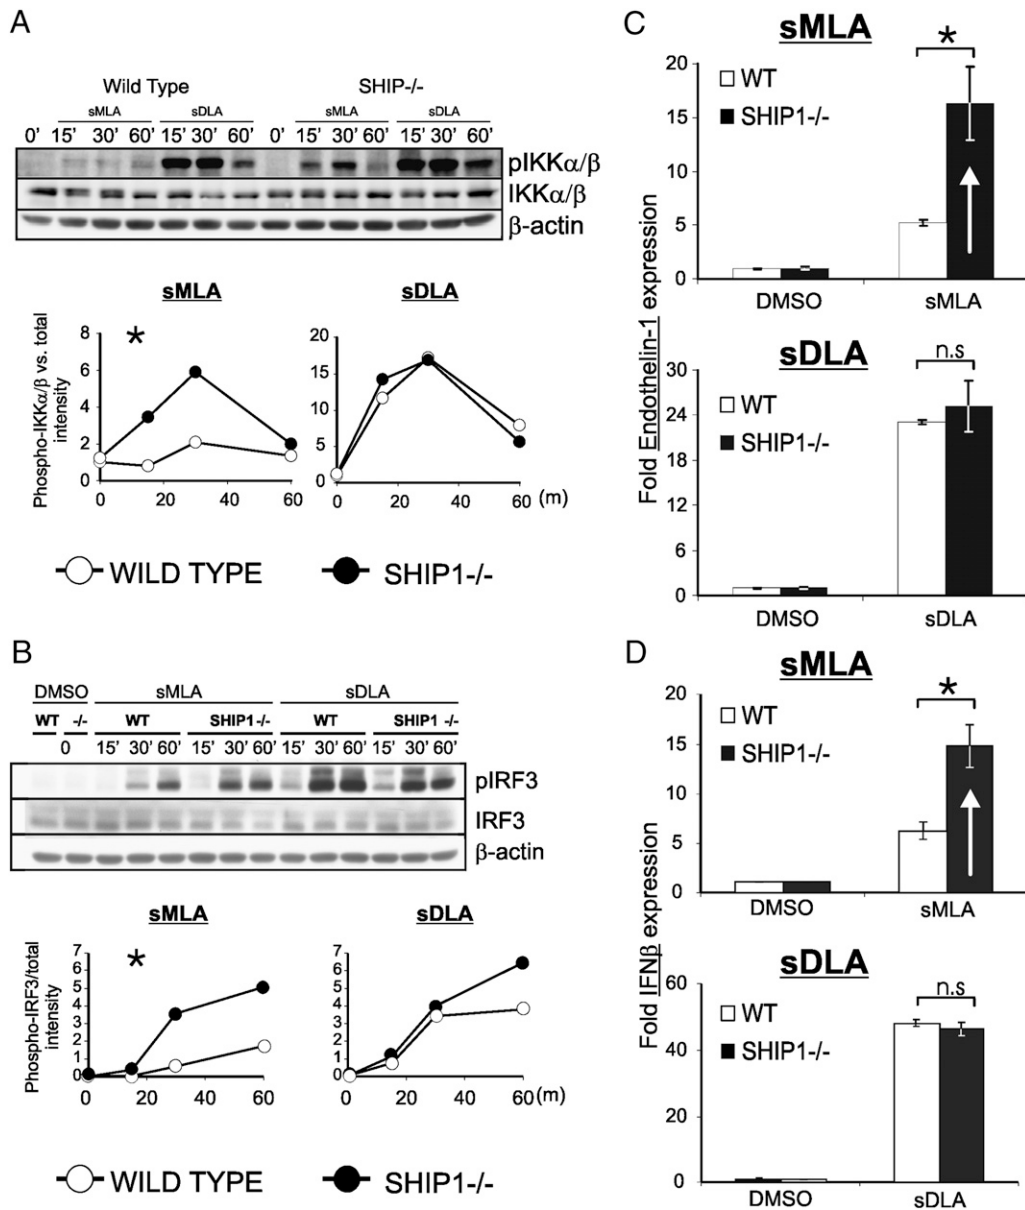 A
Wild Type SHIP-/-
sMLA sDLA sMLA sDLA
0' 15' 30' 60' 15' 30' 60' 0' 15' 30' 60' 15' 30' 60'
pIKKα/β
IKKα/β
β-actin
sMLA sDLA
Phospho-IKKα/β vs. total
intensity
8
6
4
2
0
0 20 40 60
*
20
15
10
5
0
0 20 40 60 (m)
WILD TYPE SHIP1-/-
B
DMSO sMLA sDLA
WT -/- WT SHIP1 -/- WT SHIP1 -/-
0 15' 30' 60' 15' 30' 60' 15' 30' 60' 15' 30' 60'
pIRF3
IRF3
β-actin
sMLA sDLA
Phospho-IRF3/total
intensity
7
6
5
4
3
2
1
0
0 20 40 60
*
7
6
5
4
3
2
1
0
0 20 40 60 (m)
WILD TYPE SHIP1-/-
C
sMLA
Fold Endothelin-1 expression
20
15
10
5
0
WT
SHIP1-/-
*
DMSO sMLA
sDLA
30
24
18
12
6
0
WT
SHIP1-/-
n.s
DMSO sDLA
D
sMLA
Fold IFNβ expression
20
15
10
5
0
WT
SHIP1-/-
*
DMSO sMLA
sDLA
60
40
20
0
WT
SHIP1-/-
n.s
DMSO sDLA